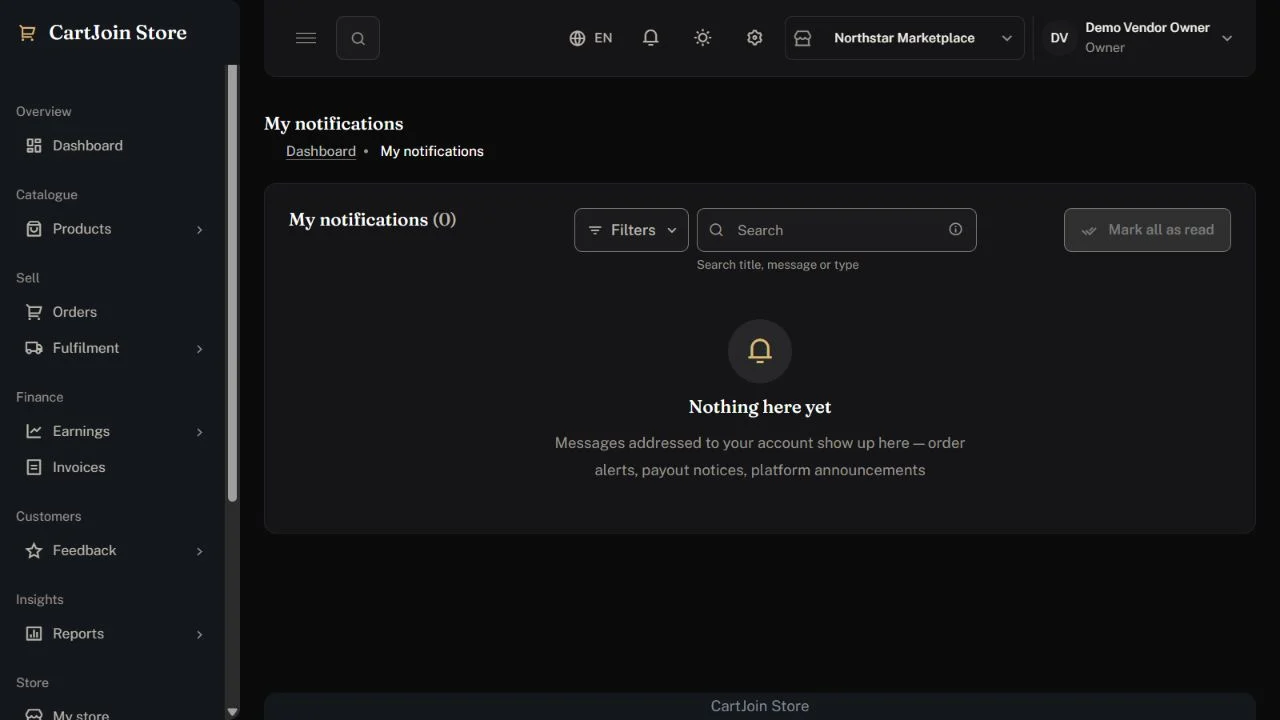 CartJoin Store
EN
Northstar Marketplace
DV
Demo Vendor Owner
Owner
Overview
Dashboard
Catalogue
Products
Sell
Orders
Fulfilment
Finance
Earnings
Invoices
Customers
Feedback
Insights
Reports
Store
My store
My notifications
Dashboard • My notifications
My notifications (0)
Filters
Search
Search title, message or type
Mark all as read
Nothing here yet
Messages addressed to your account show up here — order
alerts, payout notices, platform announcements
CartJoin Store